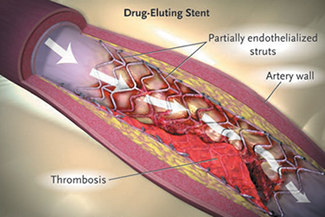 Drug-Eluting Stent
Partially endothelialized
struts
Artery wall
Thrombosis